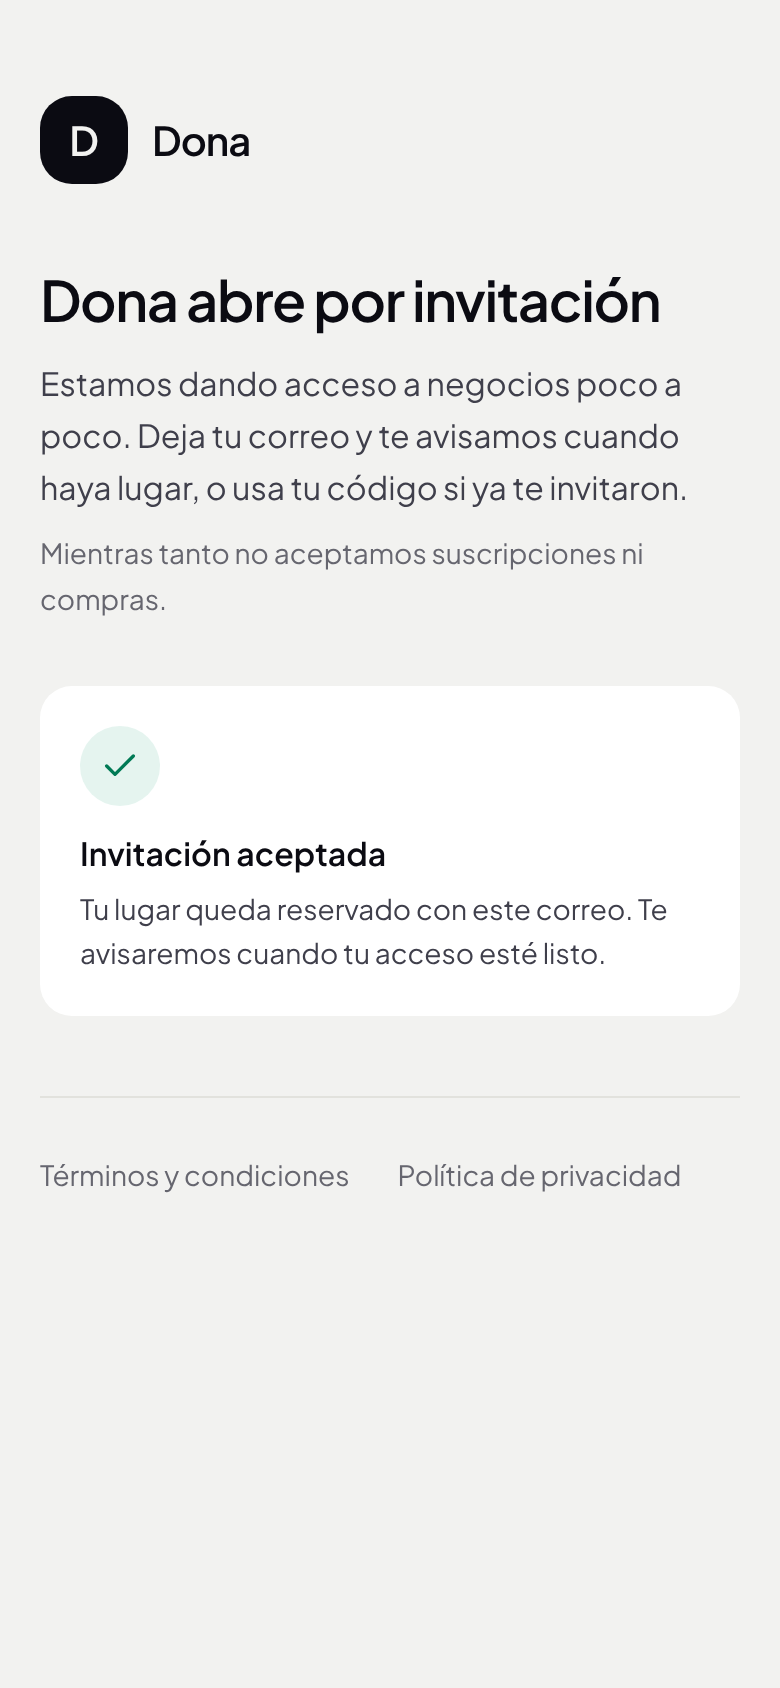 D
Dona
Dona abre por invitación
Estamos dando acceso a negocios poco a
poco. Deja tu correo y te avisamos cuando
haya lugar, o usa tu código si ya te invitaron.
Mientras tanto no aceptamos suscripciones ni
compras.
Invitación aceptada
Tu lugar queda reservado con este correo. Te
avisaremos cuando tu acceso esté listo.
Términos y condiciones Política de privacidad